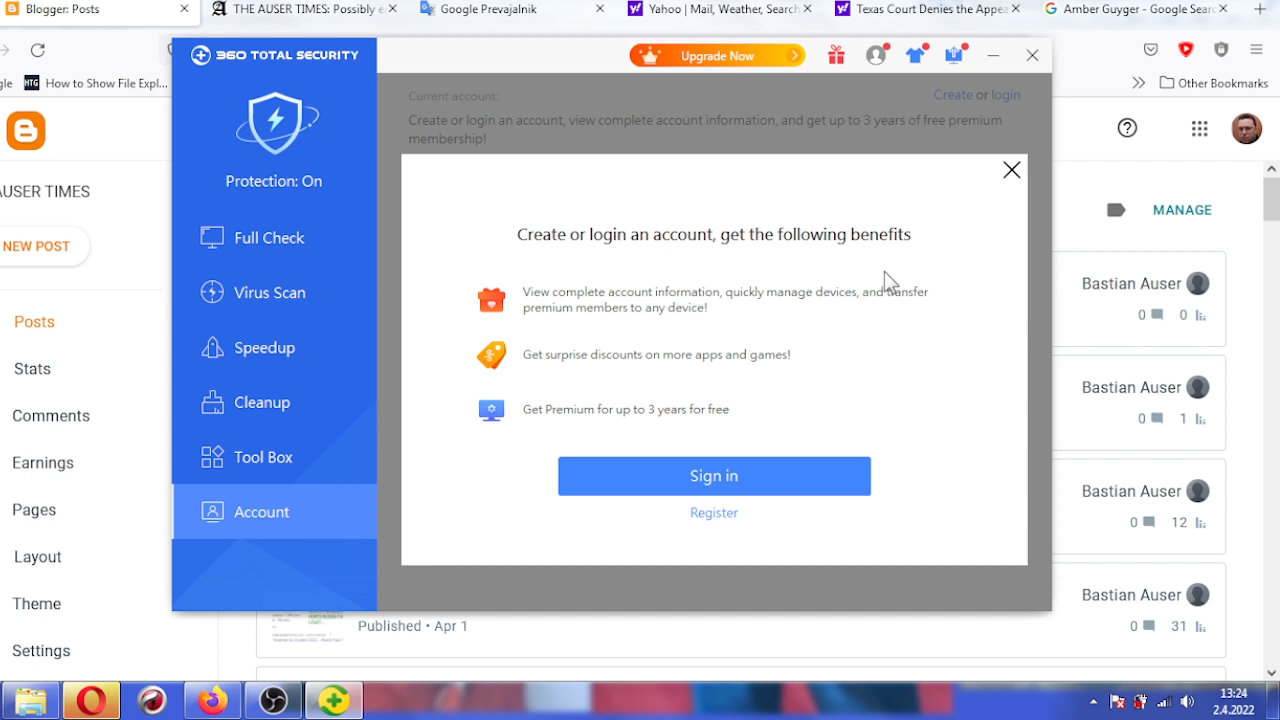 Blogger: Posts
THE AUSER TIMES: Possibly e
Google Prevajalnik
Yahoo | Mail, Weather, Search
Texas Court Denies the Appea
Amber Guyger - Google Searc
gle
How to Show File Expl...
Other Bookmarks
360 TOTAL SECURITY
Upgrade Now
Protection: On
Full Check
Virus Scan
Speedup
Cleanup
Tool Box
Account
Current account:
Create or login
Create or login an account, view complete account information, and get up to 3 years of free premium
membership!
Create or login an account, get the following benefits
View complete account information, quickly manage devices, and transfer
premium members to any device!
Get surprise discounts on more apps and games!
Get Premium for up to 3 years for free
Sign in
Register
AUSER TIMES
NEW POST
Posts
Stats
Comments
Earnings
Pages
Layout
Theme
Settings
MANAGE
Bastian Auser
0 0
Bastian Auser
0 1
Bastian Auser
0 12
Bastian Auser
0 31
Published • Apr 1
13:24
2.4.2022